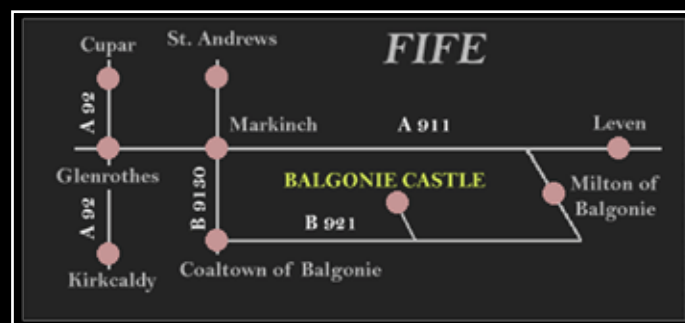 FIFE
Cupar
St. Andrews
A 92
Markinch
A 911
Leven
Glenrothes
BALGONIE CASTLE
Milton of
Balgonie
A 92
B 9130
B 921
Coaltown of Balgonie
Kirkcaldy